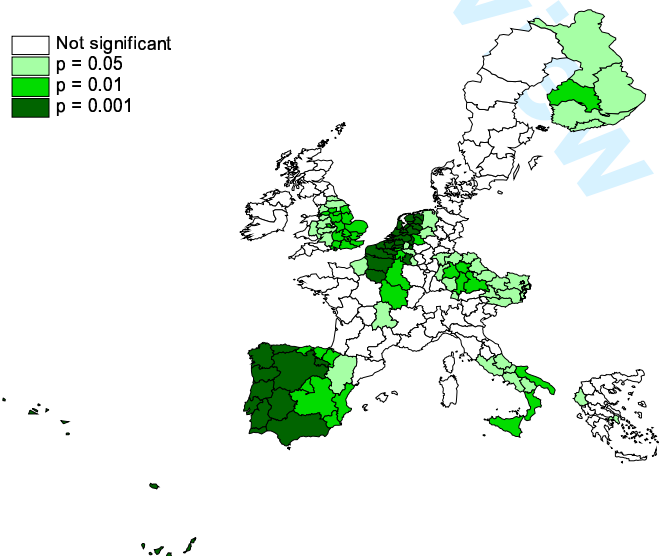 Not significant
p = 0.05
p = 0.01
p = 0.001